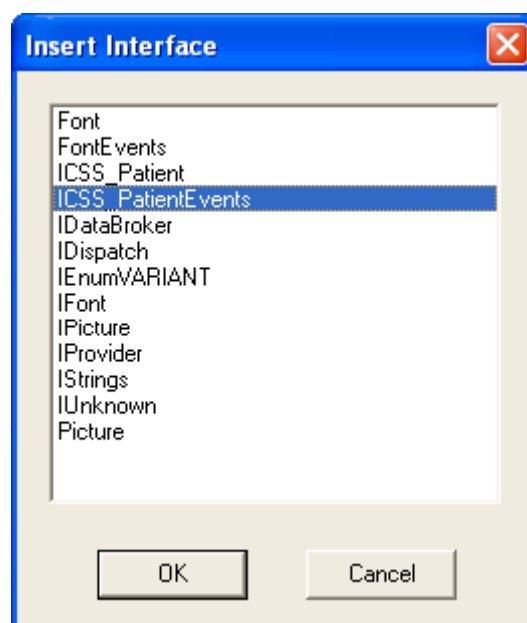 Insert Interface
Font
FontEvents
ICSS_Patient
ICSS_PatientEvents
IDataBroker
IDispatch
IEnumVARIANT
IFont
IPicture
IProvider
IStrings
IUnknown
Picture
OK Cancel